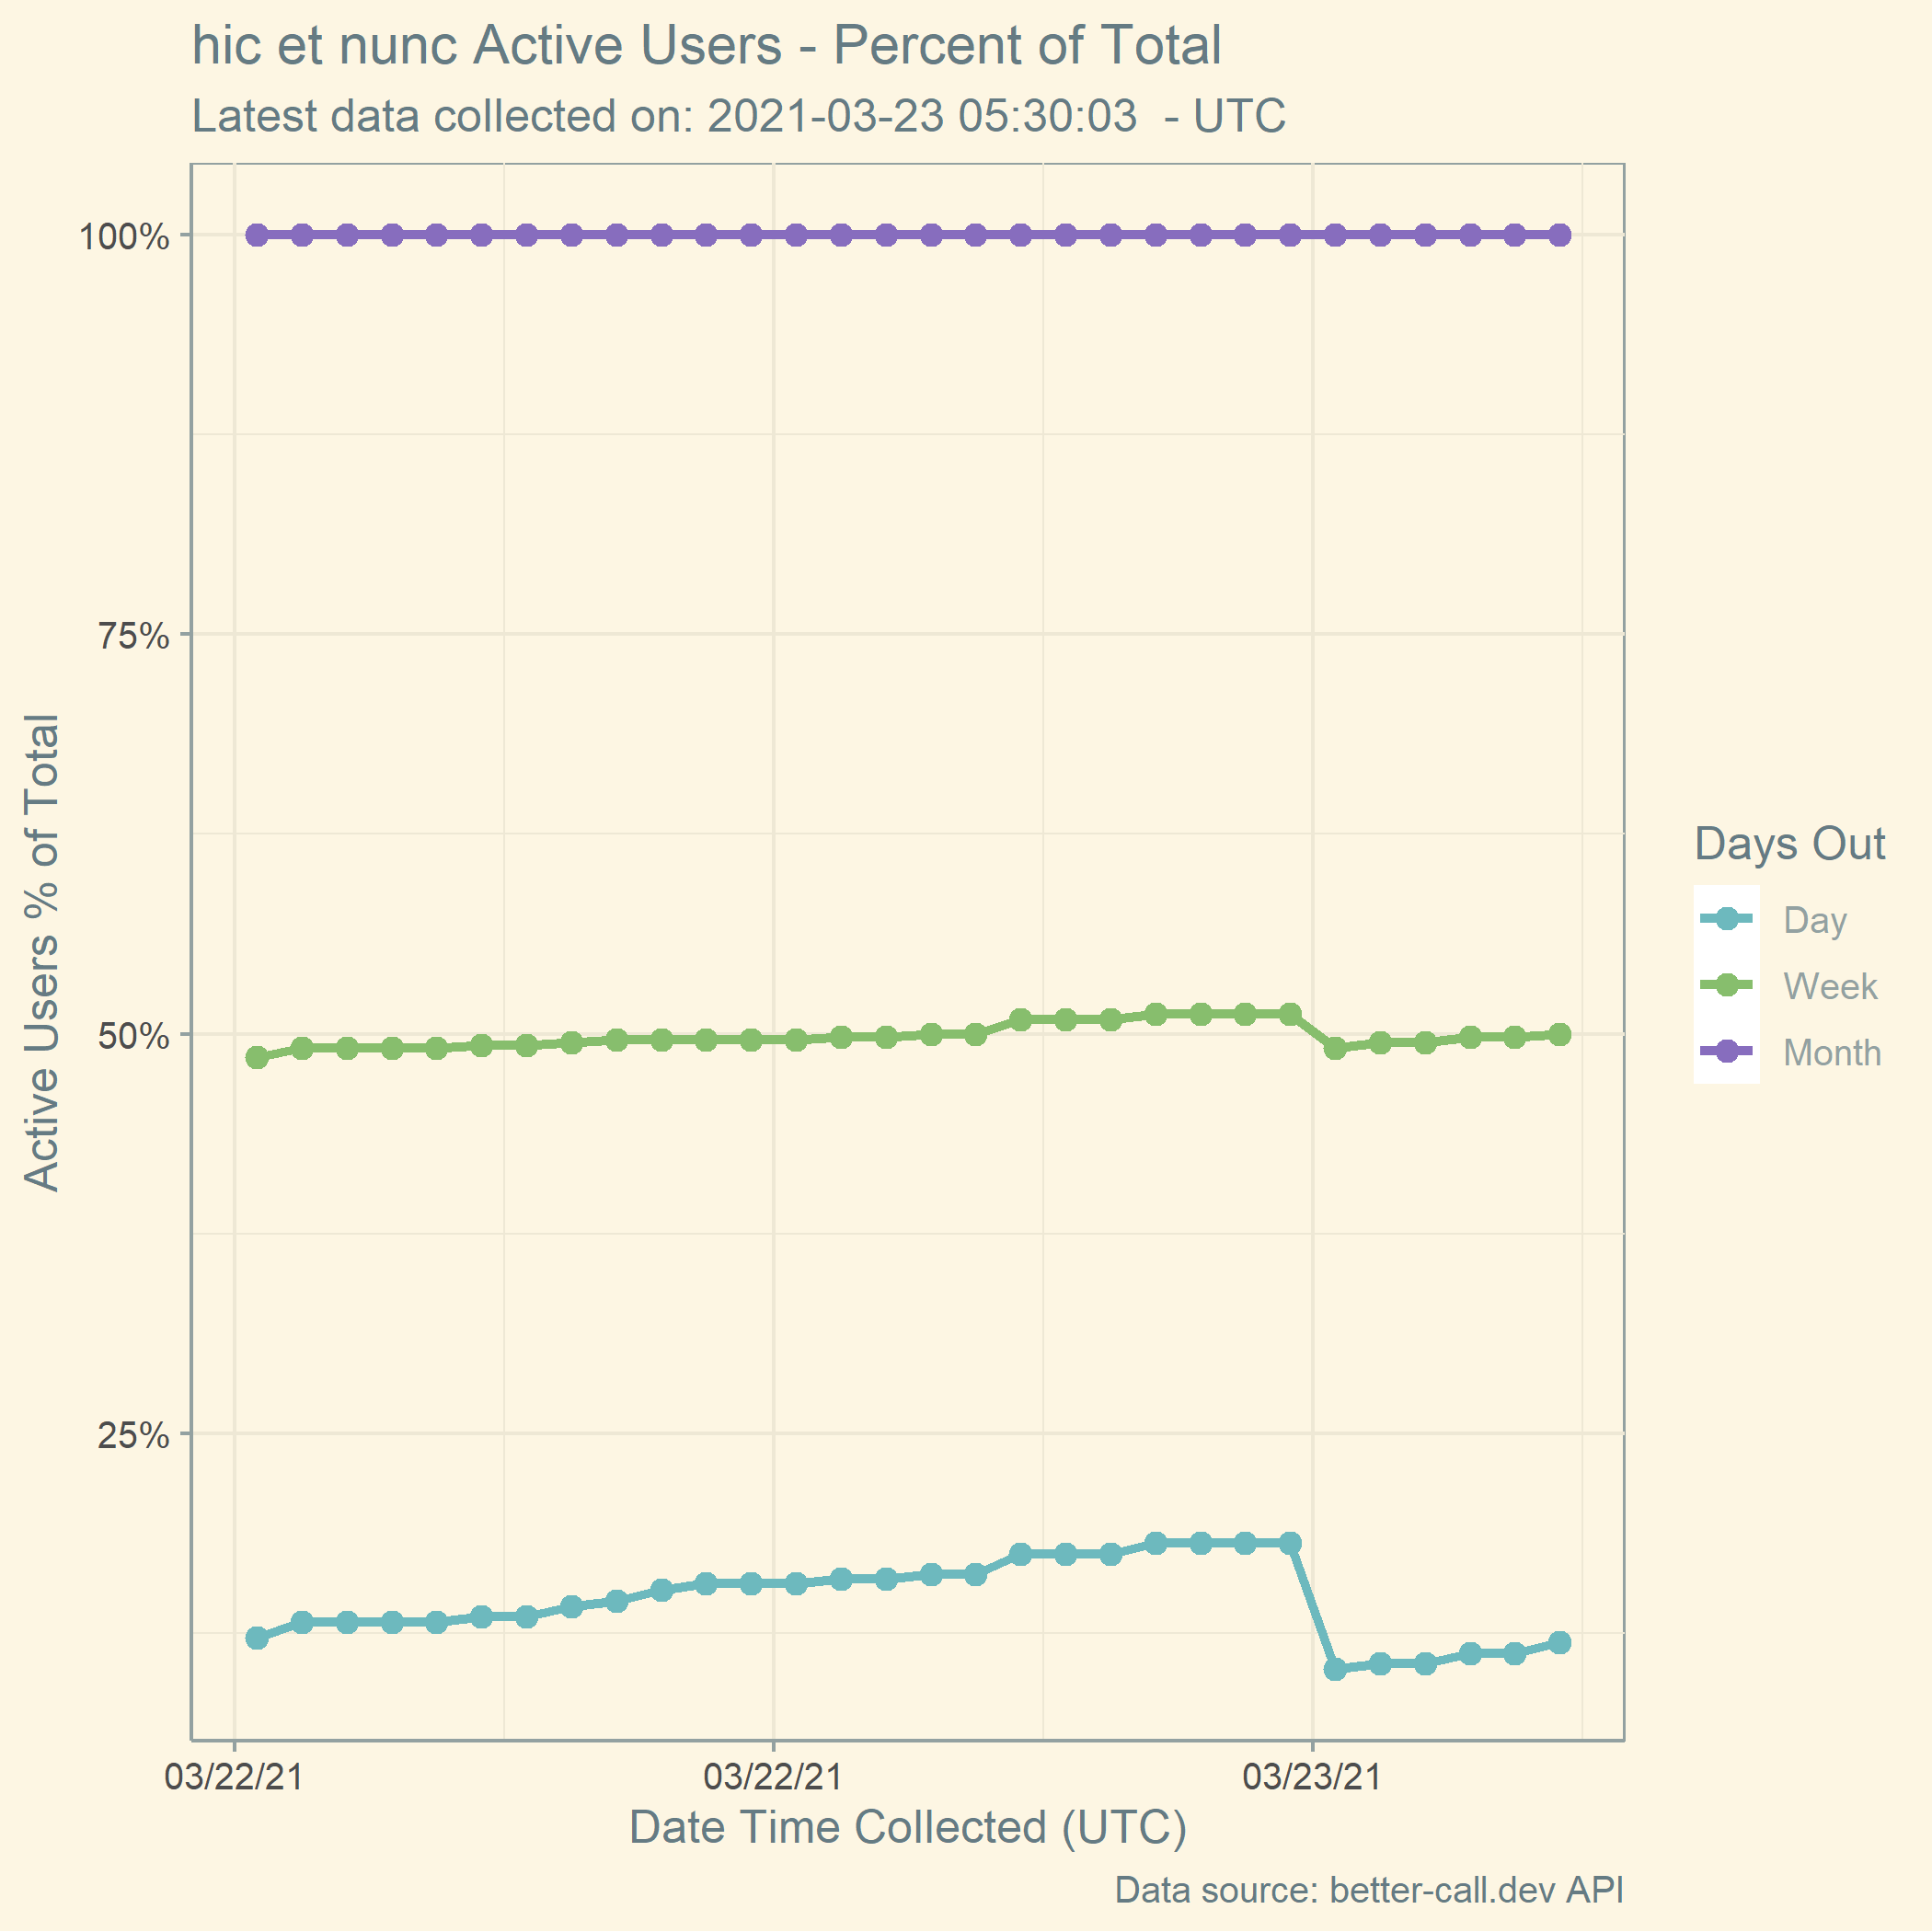 hic et nunc Active Users - Percent of Total
Latest data collected on: 2021-03-23 05:30:03  - UTC
Active Users % of Total
100%
75%
50%
25%
03/22/21
03/22/21
03/23/21
Date Time Collected (UTC)
Days Out
Day
Week
Month
Data source: better-call.dev API